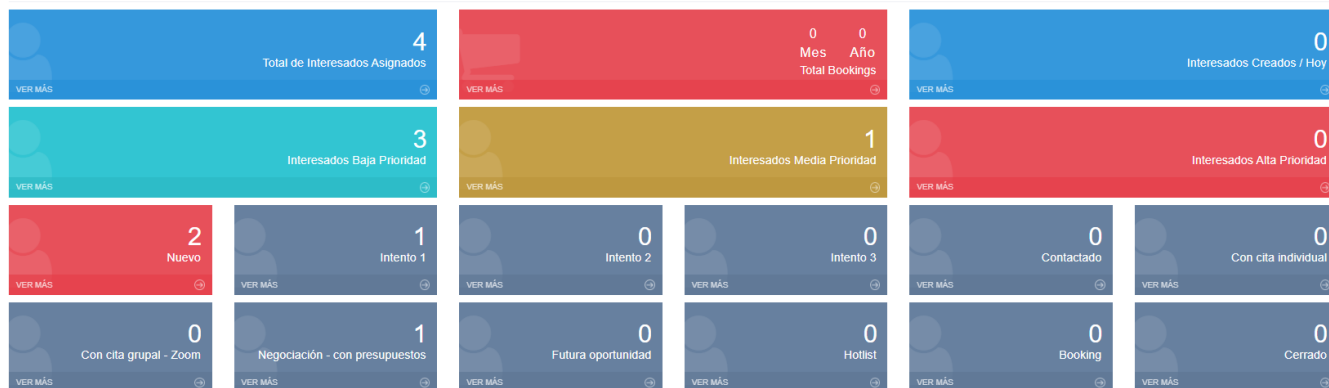 4
Total de Interesados Asignados
VER MÁS
0 0
Mes Año
Total Bookings
VER MÁS
0
Interesados Creados / Hoy
VER MÁS
3
Interesados Baja Prioridad
VER MÁS
1
Interesados Media Prioridad
VER MÁS
0
Interesados Alta Prioridad
VER MÁS
2
Nuevo
VER MÁS
1
Intento 1
VER MÁS
0
Intento 2
VER MÁS
0
Intento 3
VER MÁS
0
Contactado
VER MÁS
0
Con cita individual
VER MÁS
0
Con cita grupal - Zoom
VER MÁS
1
Negociación - con presupuestos
VER MÁS
0
Futura oportunidad
VER MÁS
0
Hotlist
VER MÁS
0
Booking
VER MÁS
0
Cerrado
VER MÁS